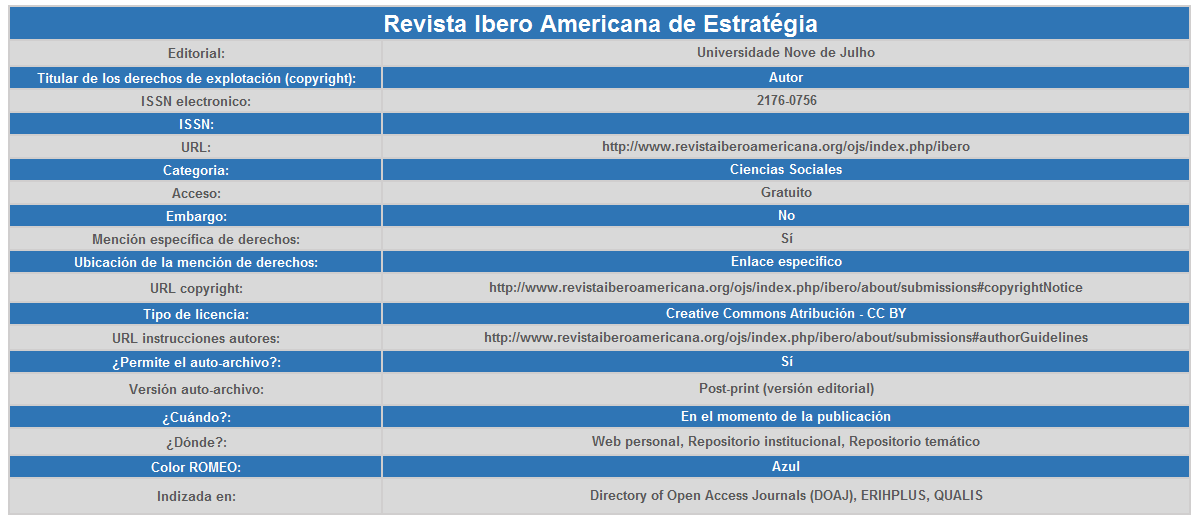 Revista Ibero Americana de Estratégia
Editorial: Universidade Nove de Julho
Titular de los derechos de explotación (copyright): Autor
ISSN electronico: 2176-0756
ISSN:
URL: http://www.revistaiberoamericana.org/ojs/index.php/ibero
Categoria: Ciencias Sociales
Acceso: Gratuito
Embargo: No
Mención específica de derechos: Sí
Ubicación de la mención de derechos: Enlace especifico
URL copyright: http://www.revistaiberoamericana.org/ojs/index.php/ibero/about/submissions#copyrightNotice
Tipo de licencia: Creative Commons Atribución - CC BY
URL instrucciones autores: http://www.revistaiberoamericana.org/ojs/index.php/ibero/about/submissions#authorGuidelines
¿Permite el auto-archivo?: Sí
Versión auto-archivo: Post-print (versión editorial)
¿Cuándo?: En el momento de la publicación
¿Dónde?: Web personal, Repositorio institucional, Repositorio temático
Color ROMEO: Azul
Indizada en: Directory of Open Access Journals (DOAJ), ERIHPLUS, QUALIS